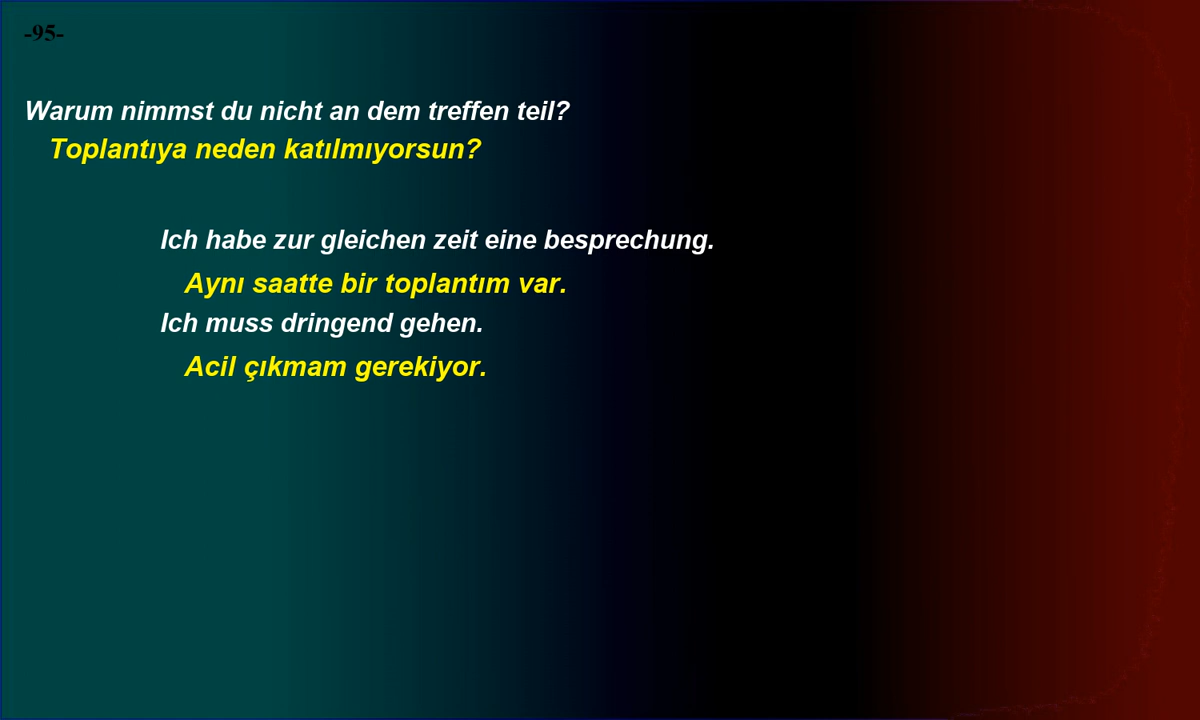 -95-
Warum nimmst du nicht an dem treffen teil?
Toplantıya neden katılmıyorsun?
Ich habe zur gleichen zeit eine besprechung.
Aynı saatte bir toplantım var.
Ich muss dringend gehen.
Acil çıkmam gerekiyor.